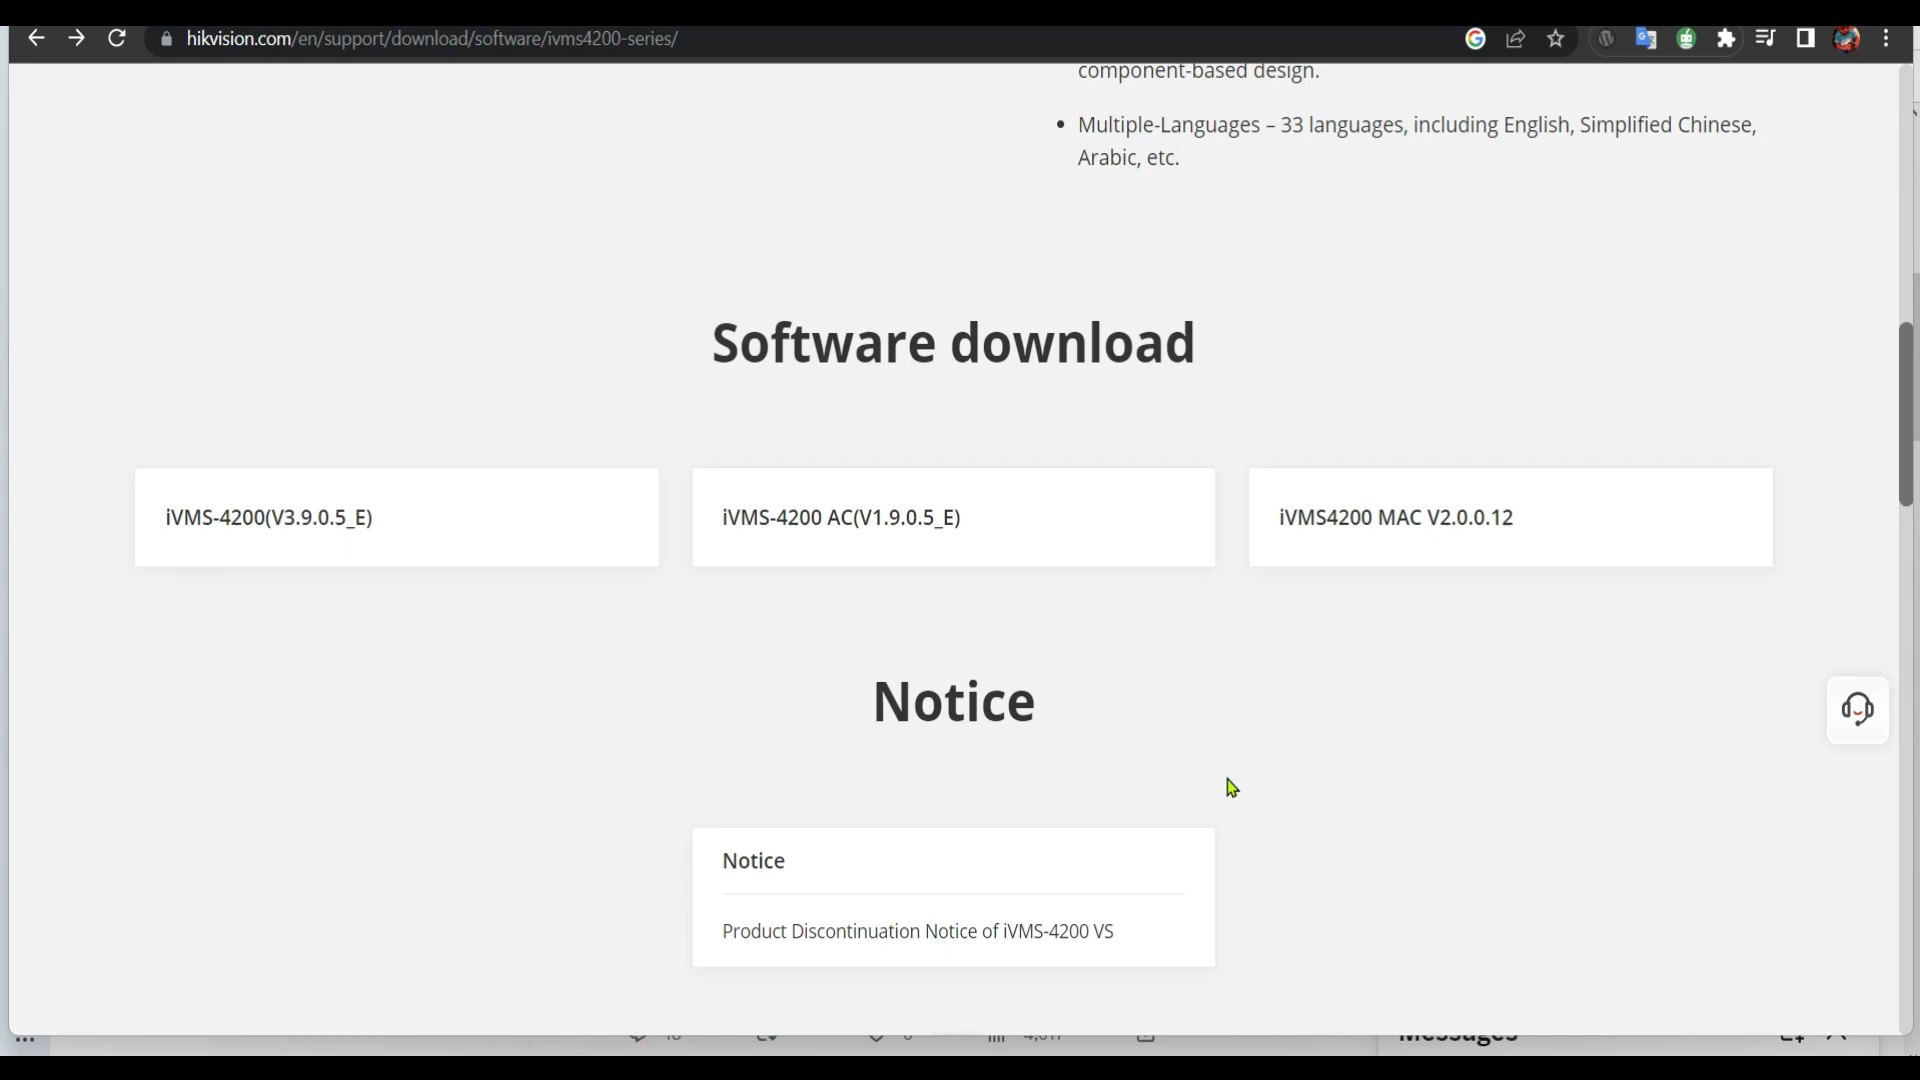 hikvision.com/en/support/download/software/ivms4200-series/
component-based design.
• Multiple-Languages – 33 languages, including English, Simplified Chinese,
Arabic, etc.
Software download
iVMS-4200(V3.9.0.5_E)
iVMS-4200 AC(V1.9.0.5_E)
iVMS4200 MAC V2.0.0.12
Notice
Notice
Product Discontinuation Notice of iVMS-4200 VS
Messages